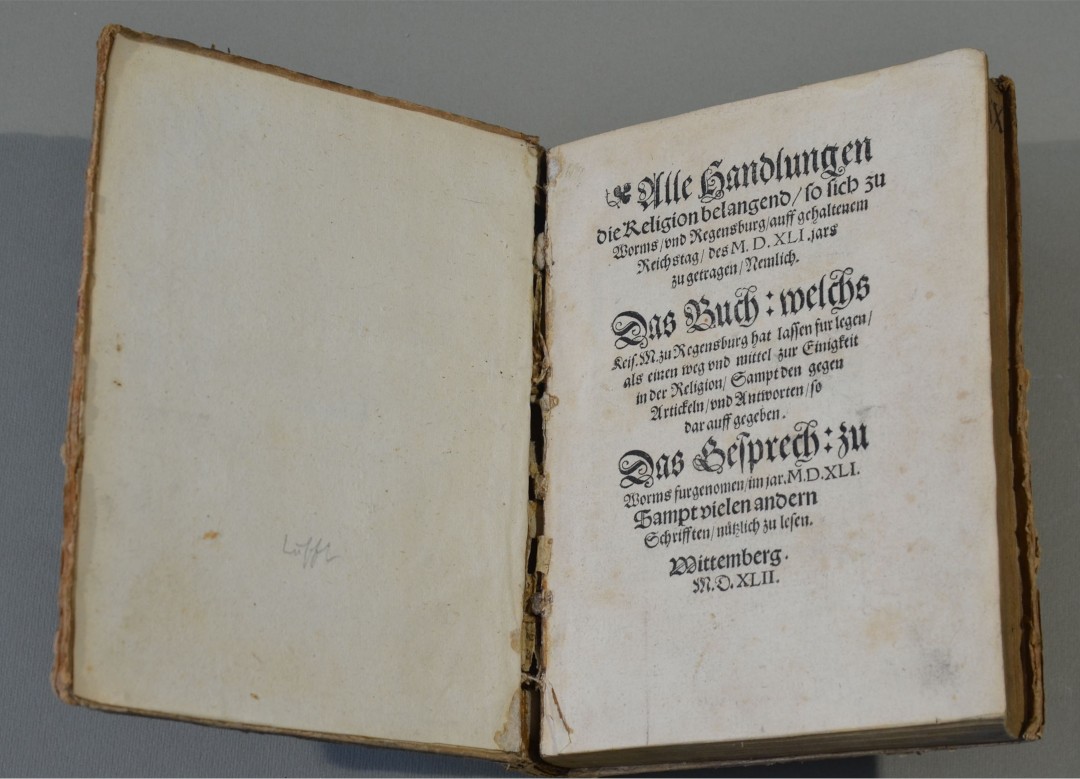 Lufft
Alle Handlungen
die Religion belangend/ so sich zu
Worms/ vnd Regensburg/ auff gehaltenem
Reichstag/ des M. D. XLI. jars
zu getragen/ Nemlich.
Das Buch: welchs
Keis. M. zu Regensburg hat lassen fur legen/
als einen weg vnd mittel zur Einigkeit
in der Religion/ Sampt den gegen
Artickeln/ vnd Antworten/ so
dar auff gegeben.
Das Gesprech: zu
Worms furgenomen/ im jar. M. D. XLI.
Sampt vielen andern
Schrifften/ nützlich zu lesen.
Wittemberg.
M. D. XLII.